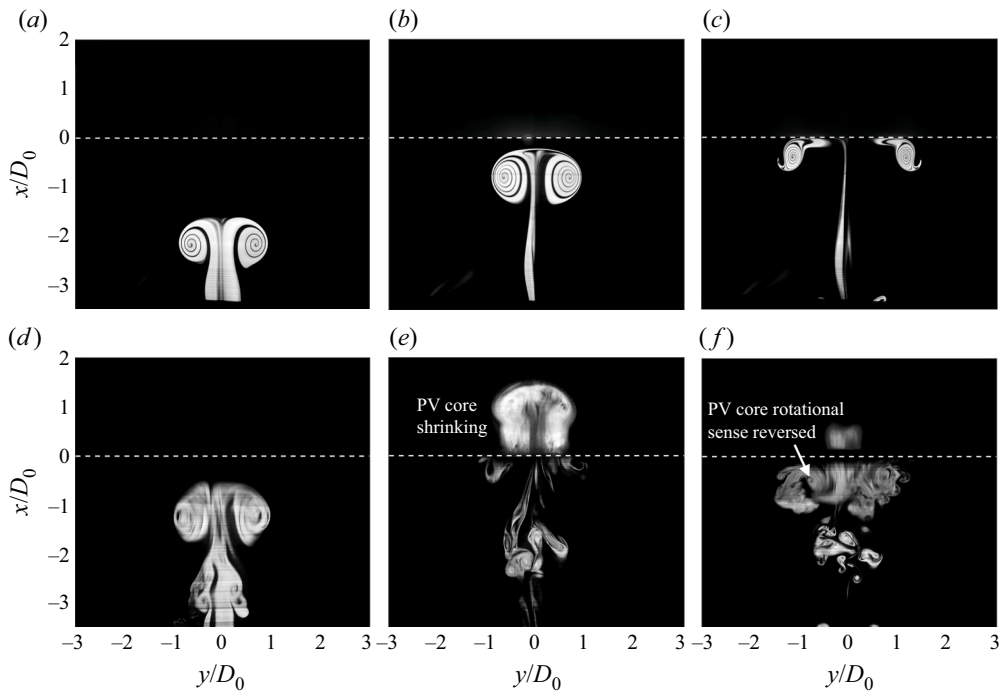 (a) (b) (c)
2
1
0
–1
–2
–3
x/D0
(d) (e) (f)
2
1
0
–1
–2
–3
x/D0
PV core
shrinking
PV core rotational
sense reversed
–3 –2 –1 0 1 2 3 –3 –2 –1 0 1 2 3 –3 –2 –1 0 1 2 3
y/D0 y/D0 y/D0